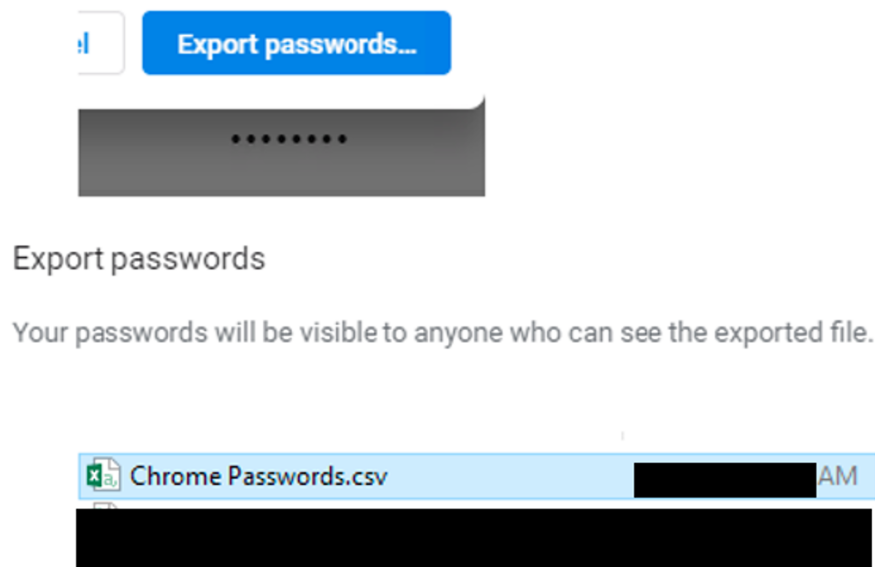 el
Export passwords...
••••••••
Export passwords
Your passwords will be visible to anyone who can see the exported file.
Chrome Passwords.csv AM